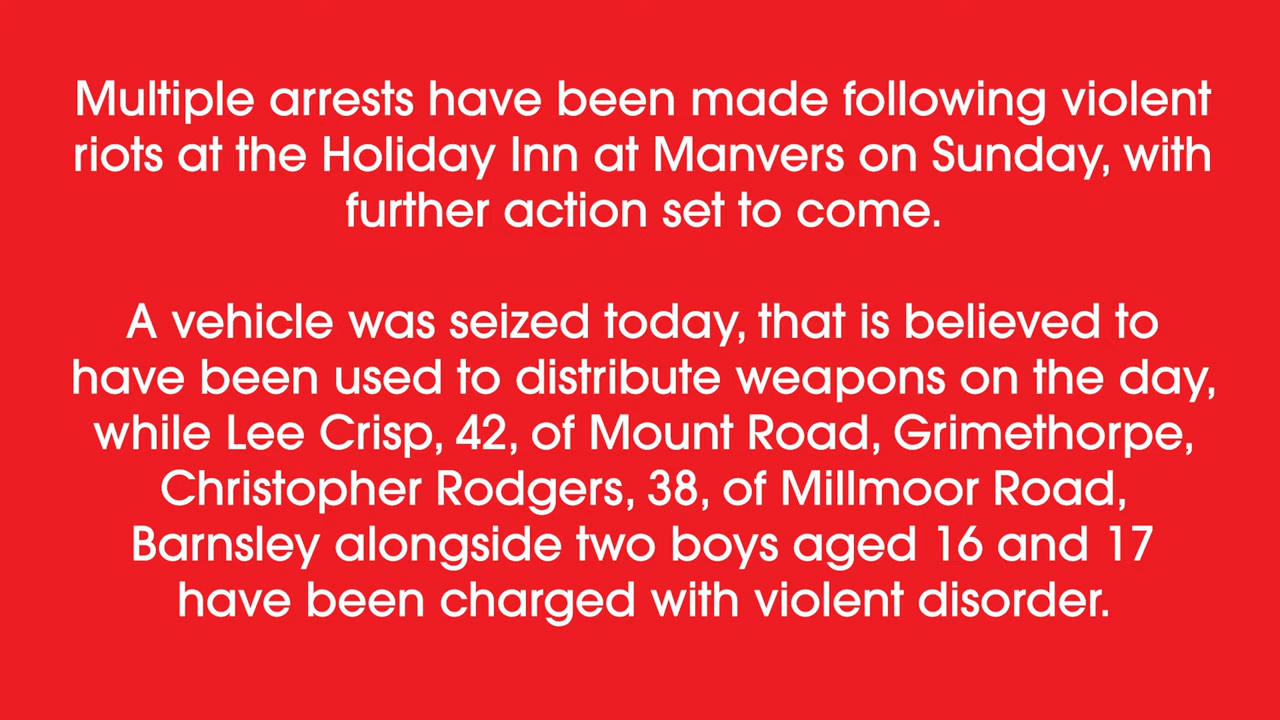 Multiple arrests have been made following violent
riots at the Holiday Inn at Manvers on Sunday, with
further action set to come.
A vehicle was seized today, that is believed to
have been used to distribute weapons on the day,
while Lee Crisp, 42, of Mount Road, Grimethorpe,
Christopher Rodgers, 38, of Millmoor Road,
Barnsley alongside two boys aged 16 and 17
have been charged with violent disorder.